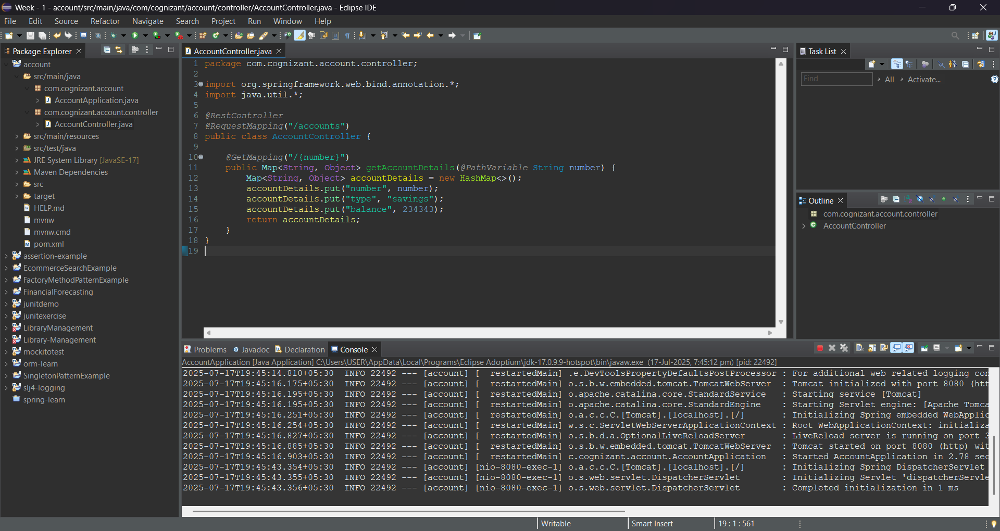 Week - 1 - account/src/main/java/com/cognizant/account/controller/AccountController.java - Eclipse IDE
File Edit Source Refactor Navigate Search Project Run Window Help
Package Explorer
account
src/main/java
com.cognizant.account
AccountApplication.java
com.cognizant.account.controller
AccountController.java
src/main/resources
src/test/java
JRE System Library [JavaSE-17]
Maven Dependencies
src
target
HELP.md
mvnw
mvnw.cmd
pom.xml
assertion-example
EcommerceSearchExample
FactoryMethodPatternExample
FinancialForecasting
junitdemo
junitexercise
LibraryManagement
Library-Management
mockitotest
orm-learn
SingletonPatternExample
slj4-logging
spring-learn
AccountController.java
1 package com.cognizant.account.controller;
2
3 import org.springframework.web.bind.annotation.*;
4 import java.util.*;
5
6 @RestController
7 @RequestMapping("/accounts")
8 public class AccountController {
9
10 @GetMapping("/{number}")
11 public Map<String, Object> getAccountDetails(@PathVariable String number) {
12 Map<String, Object> accountDetails = new HashMap<>();
13 accountDetails.put("number", number);
14 accountDetails.put("type", "savings");
15 accountDetails.put("balance", 234343);
16 return accountDetails;
17 }
18 }
19
Task List
Find All Activate...
Outline
com.cognizant.account.controller
AccountController
Problems Javadoc Declaration Console
AccountApplication [Java Application] C:\Users\USER\AppData\Local\Programs\Eclipse Adoptium\jdk-17.0.9.9-hotspot\bin\javaw.exe (17-Jul-2025, 7:45:12 pm) [pid: 22492]
2025-07-17T19:45:14.810+05:30 INFO 22492 --- [account] [ restartedMain] .e.DevToolsPropertyDefaultsPostProcessor : For additional web related logging con
2025-07-17T19:45:16.175+05:30 INFO 22492 --- [account] [ restartedMain] o.s.b.w.embedded.tomcat.TomcatWebServer : Tomcat initialized with port 8080 (htt
2025-07-17T19:45:16.195+05:30 INFO 22492 --- [account] [ restartedMain] o.apache.catalina.core.StandardService : Starting service [Tomcat]
2025-07-17T19:45:16.195+05:30 INFO 22492 --- [account] [ restartedMain] o.apache.catalina.core.StandardEngine : Starting Servlet engine: [Apache Tomca
2025-07-17T19:45:16.251+05:30 INFO 22492 --- [account] [ restartedMain] o.a.c.c.C.[Tomcat].[localhost].[/] : Initializing Spring embedded WebApplic
2025-07-17T19:45:16.254+05:30 INFO 22492 --- [account] [ restartedMain] w.s.c.ServletWebServerApplicationContext : Root WebApplicationContext: initializa
2025-07-17T19:45:16.827+05:30 INFO 22492 --- [account] [ restartedMain] o.s.b.d.a.OptionalLiveReloadServer : LiveReload server is running on port 3
2025-07-17T19:45:16.885+05:30 INFO 22492 --- [account] [ restartedMain] o.s.b.w.embedded.tomcat.TomcatWebServer : Tomcat started on port 8080 (http) wit
2025-07-17T19:45:16.903+05:30 INFO 22492 --- [account] [ restartedMain] c.cognizant.account.AccountApplication : Started AccountApplication in 2.78 sec
2025-07-17T19:45:43.354+05:30 INFO 22492 --- [account] [nio-8080-exec-1] o.a.c.c.C.[Tomcat].[localhost].[/] : Initializing Spring DispatcherServlet
2025-07-17T19:45:43.355+05:30 INFO 22492 --- [account] [nio-8080-exec-1] o.s.web.servlet.DispatcherServlet : Initializing Servlet 'dispatcherServle
2025-07-17T19:45:43.356+05:30 INFO 22492 --- [account] [nio-8080-exec-1] o.s.web.servlet.DispatcherServlet : Completed initialization in 1 ms
Writable Smart Insert 19 : 1 : 561